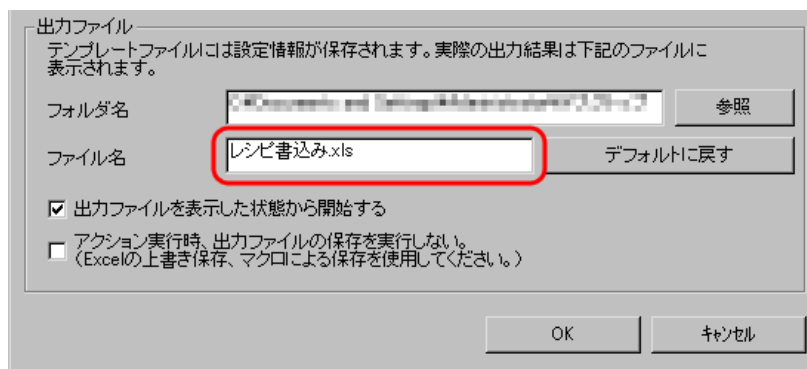 出力ファイル
テンプレートファイルには設定情報が保存されます。実際の出力結果は下記のファイルに
表示されます。
フォルダ名
参照
ファイル名
レシピ書込み.xls
デフォルトに戻す
出力ファイルを表示した状態から開始する
アクション実行時、出力ファイルの保存を実行しない。
（Excelの上書き保存、マクロによる保存を使用してください。）
OK
キャンセル